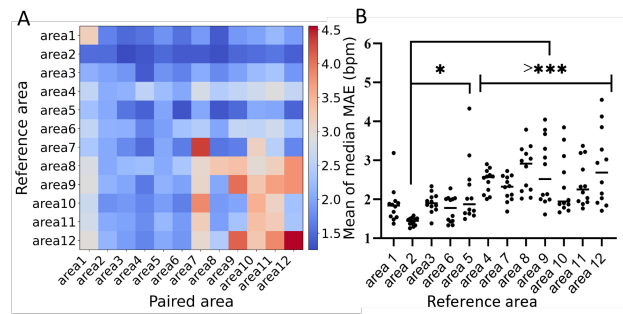 A
area1
area2
area3
area4
area5
area6
area7
area8
area9
area10
area11
area12
Reference area
area1 area2 area3 area4 area5 area6 area7 area8 area9 area10 area11 area12
Paired area
4.5
4.0
3.5
3.0
2.5
2.0
1.5
B
Mean of median MAE (bpm)
6
5
4
3
2
1
*
>***
area 1 area 2 area3 area 6 area 5 area 4 area 7 area 8 area 9 area 10 area 11 area 12
Reference area